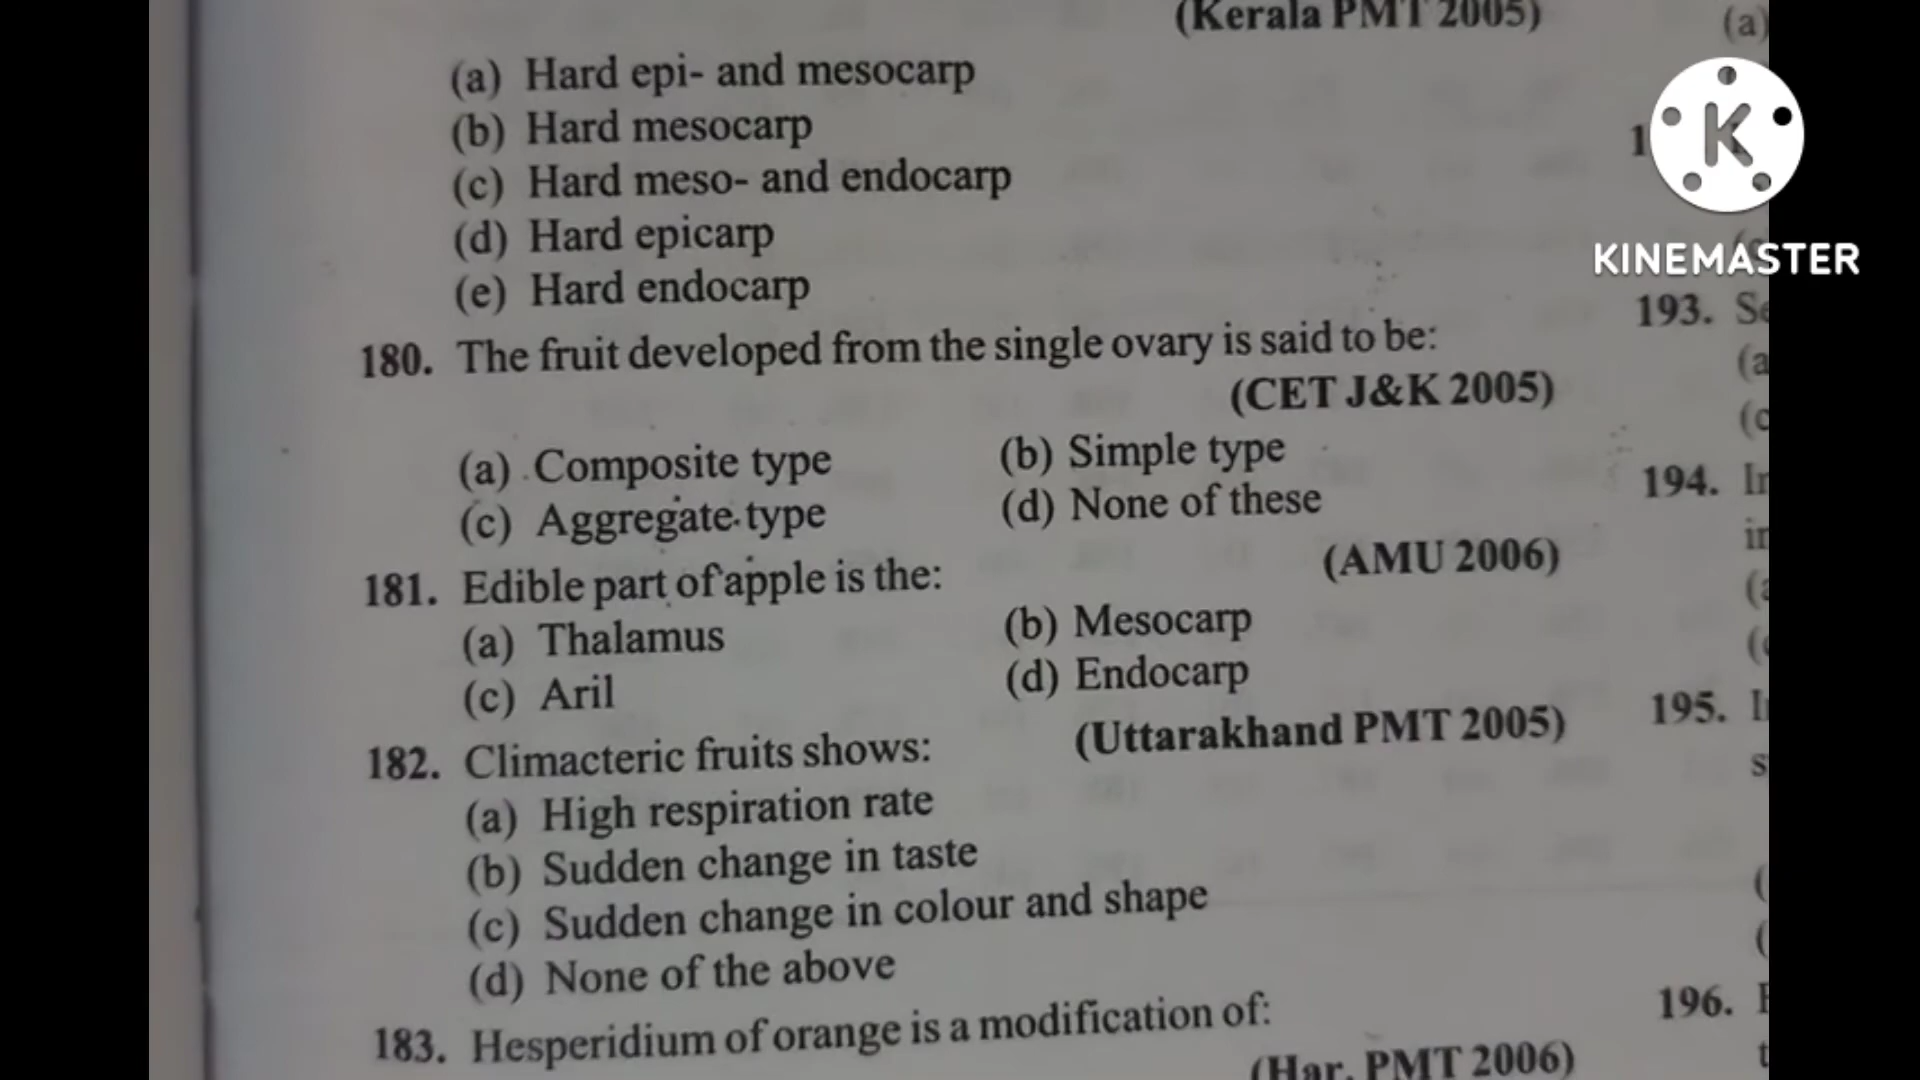 (Kerala PMT 2005)
(a) Hard epi- and mesocarp
(b) Hard mesocarp
(c) Hard meso- and endocarp
(d) Hard epicarp
(e) Hard endocarp
180. The fruit developed from the single ovary is said to be:
(CET J&K 2005)
(a) Composite type (b) Simple type
(c) Aggregate type (d) None of these
181. Edible part of apple is the: (AMU 2006)
(a) Thalamus (b) Mesocarp
(c) Aril (d) Endocarp
182. Climacteric fruits shows: (Uttarakhand PMT 2005)
(a) High respiration rate
(b) Sudden change in taste
(c) Sudden change in colour and shape
(d) None of the above
183. Hesperidium of orange is a modification of:
(Har. PMT 2006)
(a)
193.
194.
195.
196.
K
KINEMASTER